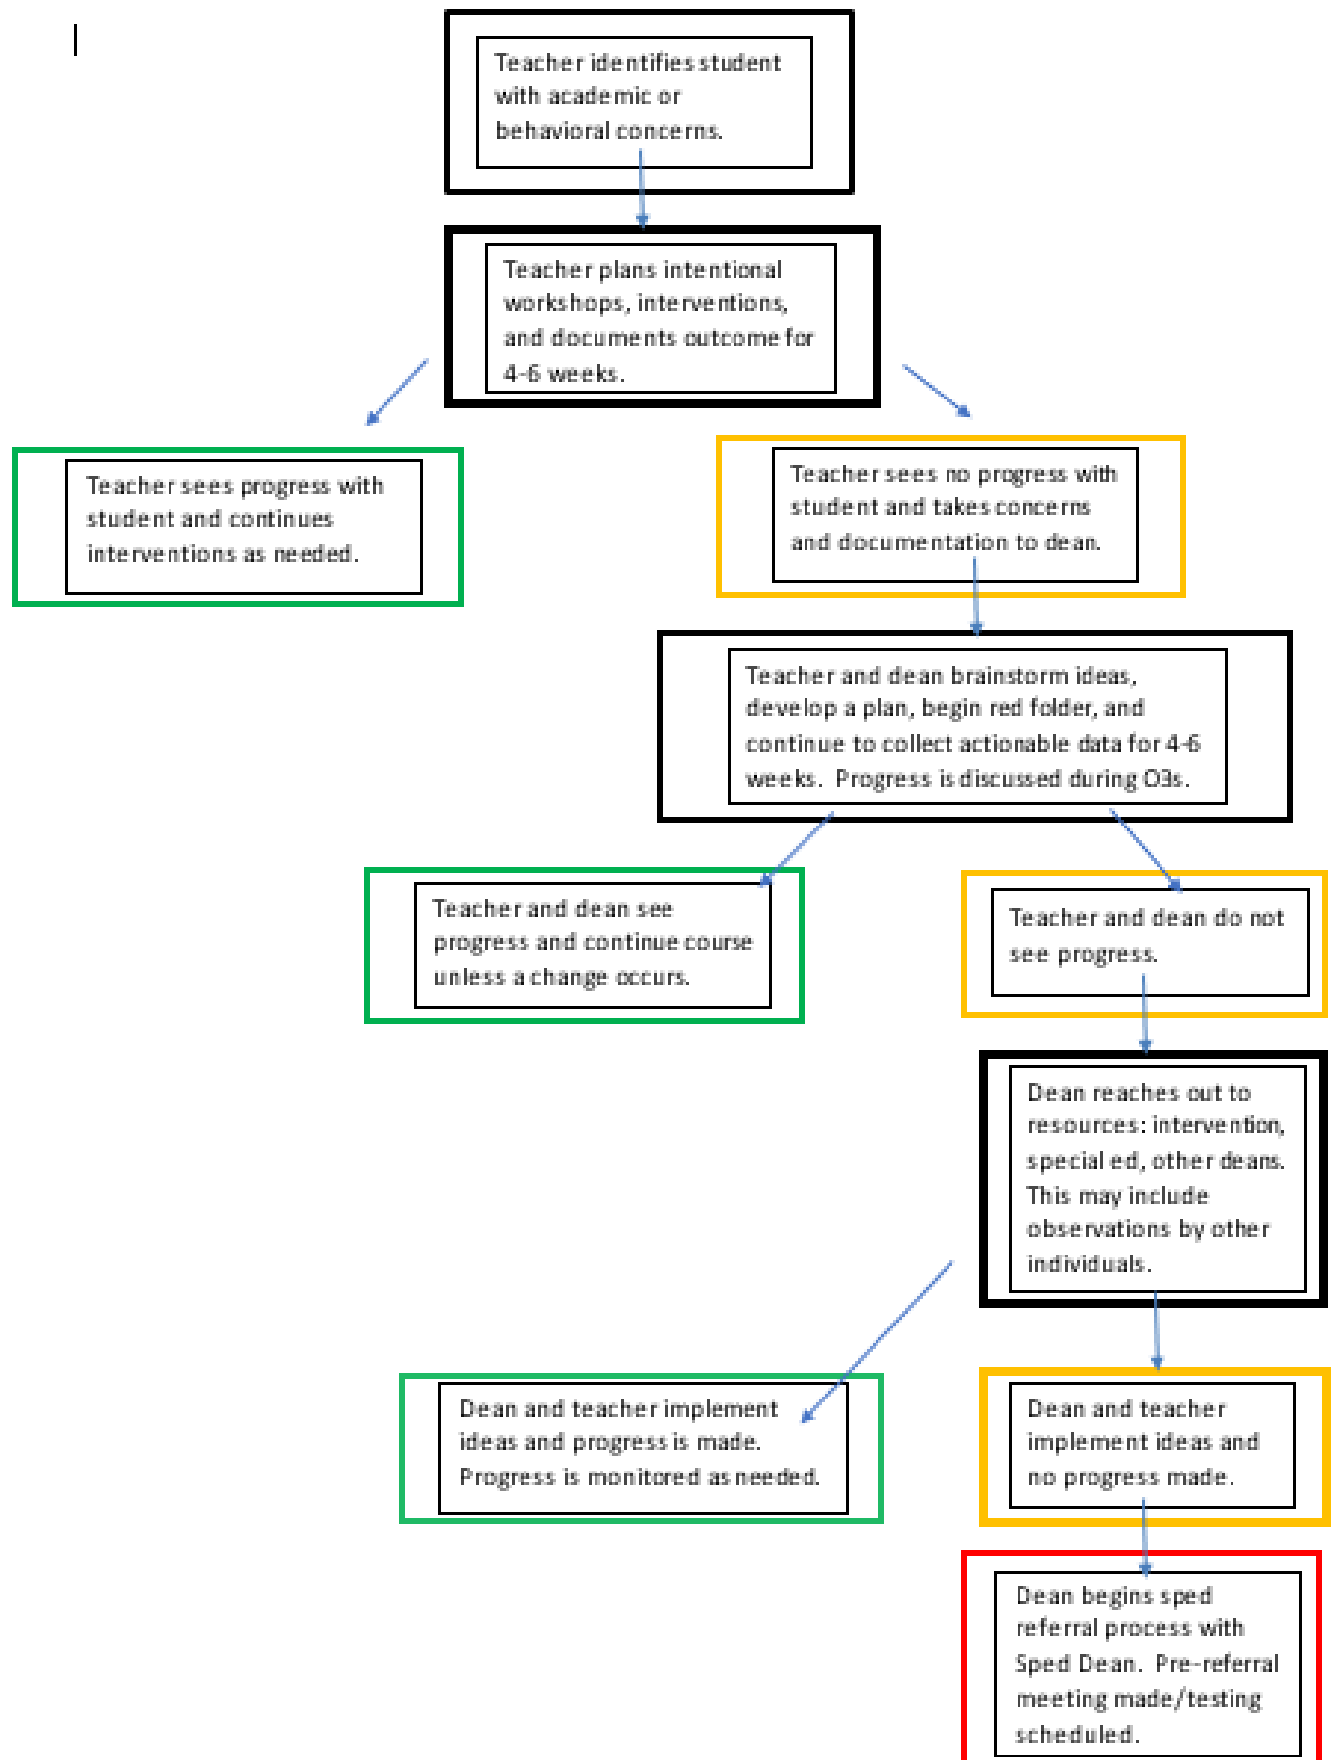 Teacher identifies student
with academic or
behavioral concerns.
Teacher plans intentional
workshops, interventions,
and documents outcome for
4-6 weeks.
Teacher sees progress with
student and continues
interventions as needed.
Teacher sees no progress with
student and takes concerns
and documentation to dean.
Teacher and dean brainstorm ideas,
develop a plan, begin red folder, and
continue to collect actionable data for 4-6
weeks.  Progress is discussed during O3s.
Teacher and dean see
progress and continue course
unless a change occurs.
Teacher and dean do not
see progress.
Dean reaches out to
resources: intervention,
special ed, other deans.
This may include
observations by other
individuals.
Dean and teacher implement
ideas and progress is made.
Progress is monitored as needed.
Dean and teacher
implement ideas and
no progress made.
Dean begins sped
referral process with
Sped Dean.  Pre-referral
meeting made/testing
scheduled.